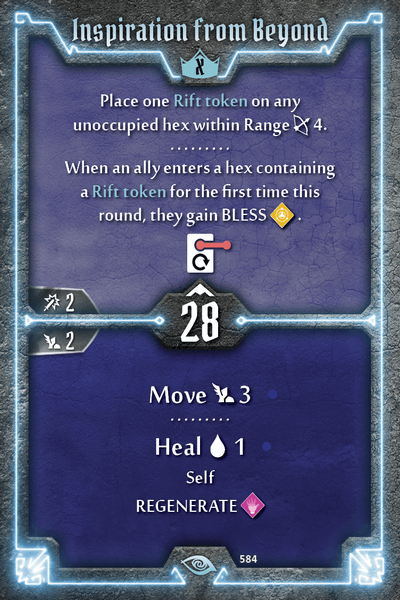 Inspiration from Beyond
X
Place one Rift token on any
unoccupied hex within Range 4.
When an ally enters a hex containing
a Rift token for the first time this
round, they gain BLESS .
2
28
2
Move 3
Heal 1
Self
REGENERATE
584